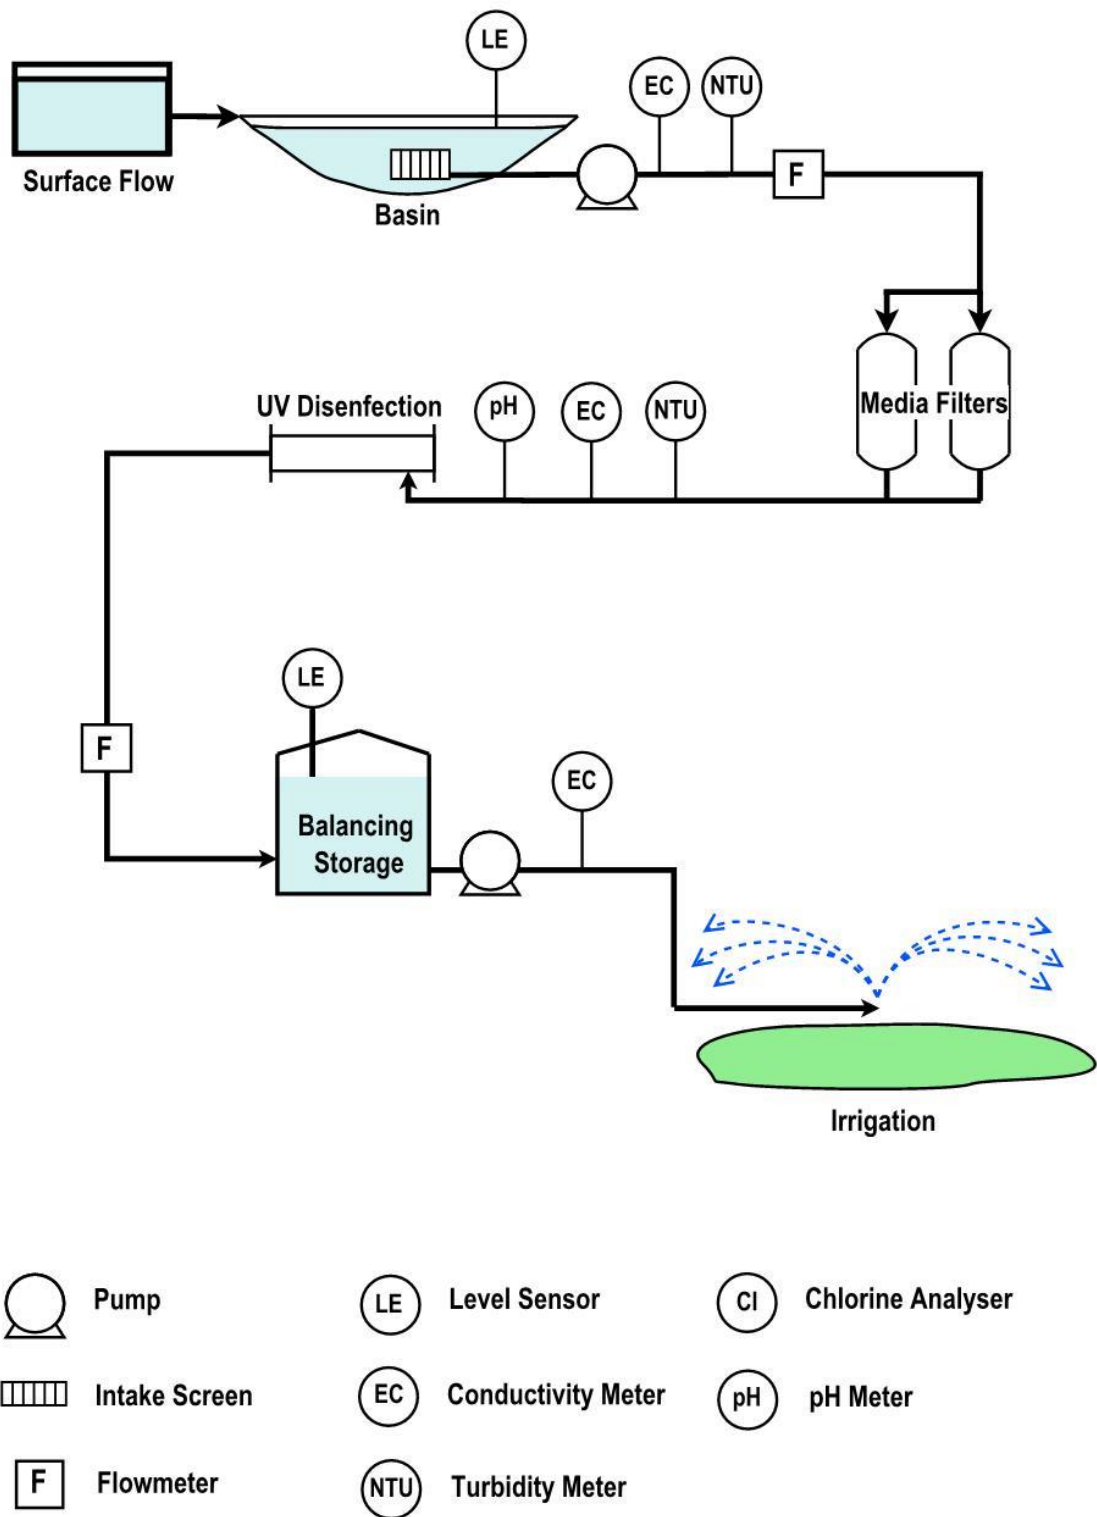 LE
EC
NTU
F
Surface Flow
Basin
Media Filters
UV Disenfection
pH
EC
NTU
LE
F
Balancing
Storage
EC
Irrigation
Pump
LE
Level Sensor
Cl
Chlorine Analyser
Intake Screen
EC
Conductivity Meter
pH
pH Meter
F
Flowmeter
NTU
Turbidity Meter